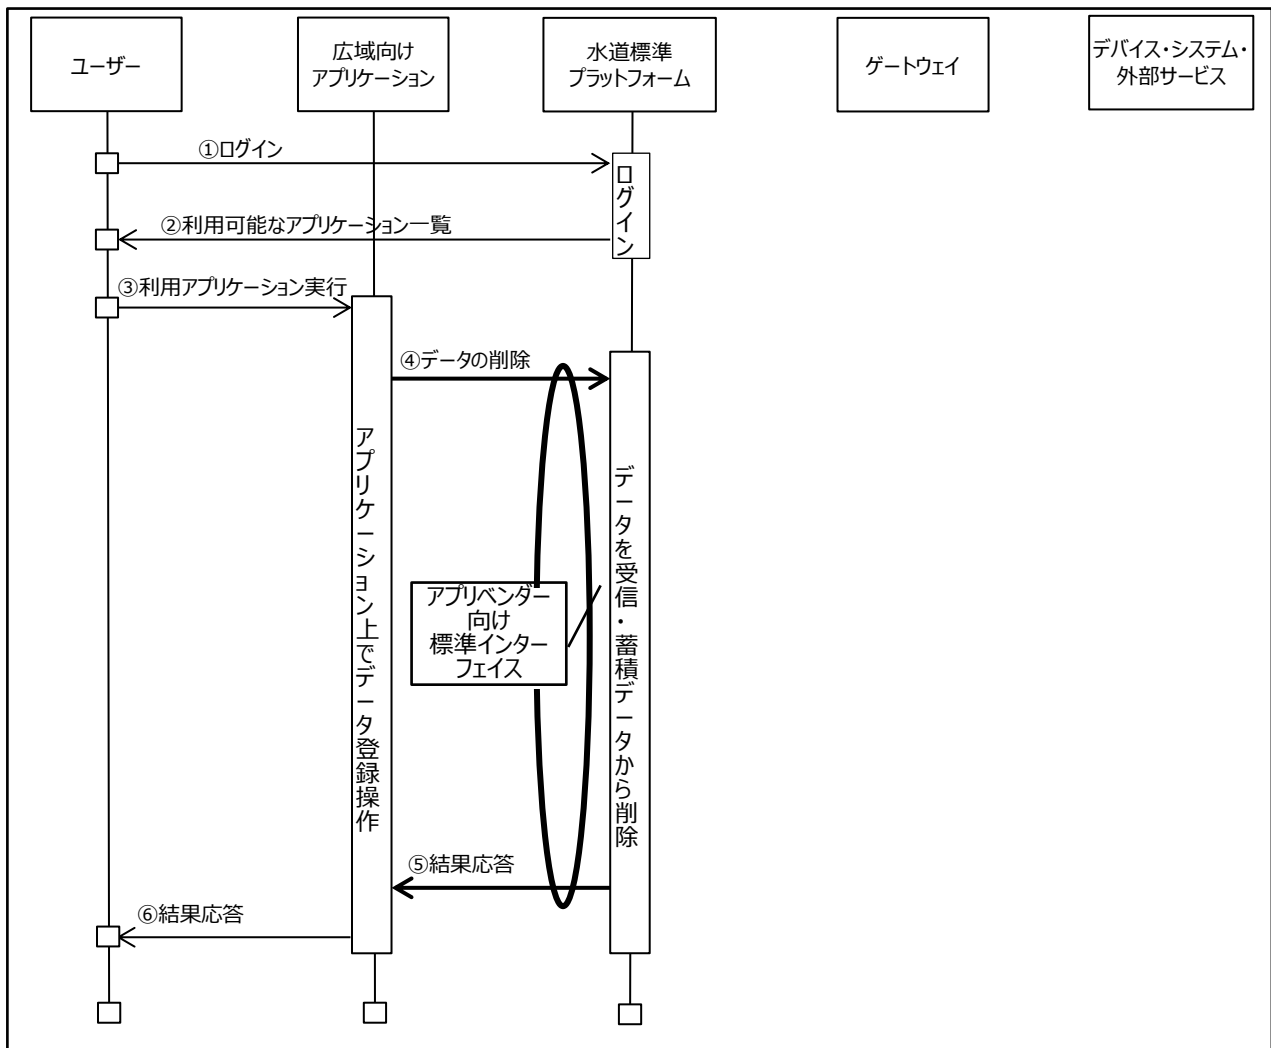 ユーザー
広域向け
アプリケーション
水道標準
プラットフォーム
ゲートウェイ
デバイス・システム・
外部サービス
①ログイン
ログイン
②利用可能なアプリケーション一覧
③利用アプリケーション実行
④データの削除
アプリケーション上でデータ登録操作
データを受信・蓄積データから削除
アプリベンダー
向け
標準インター
フェイス
⑤結果応答
⑥結果応答